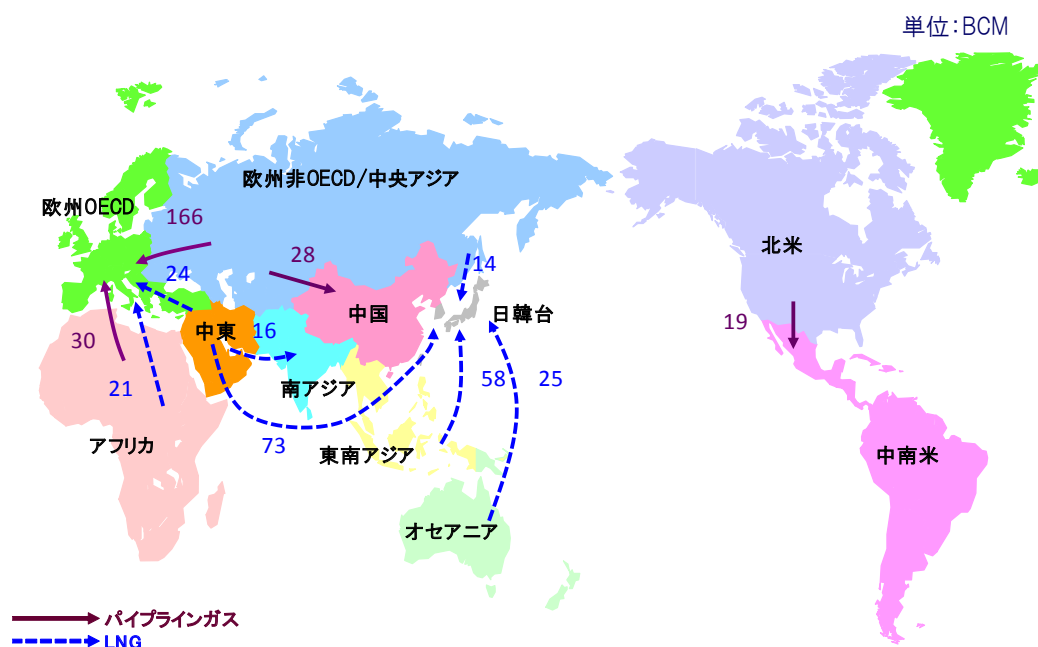 単位：BCM
欧州非OECD/中央アジア
欧州OECD
166
北米
28
24
14
中国
日韓台
中東
16
19
30
南アジア
21
58
25
73
アフリカ
東南アジア
中南米
オセアニア
パイプラインガス
LNG